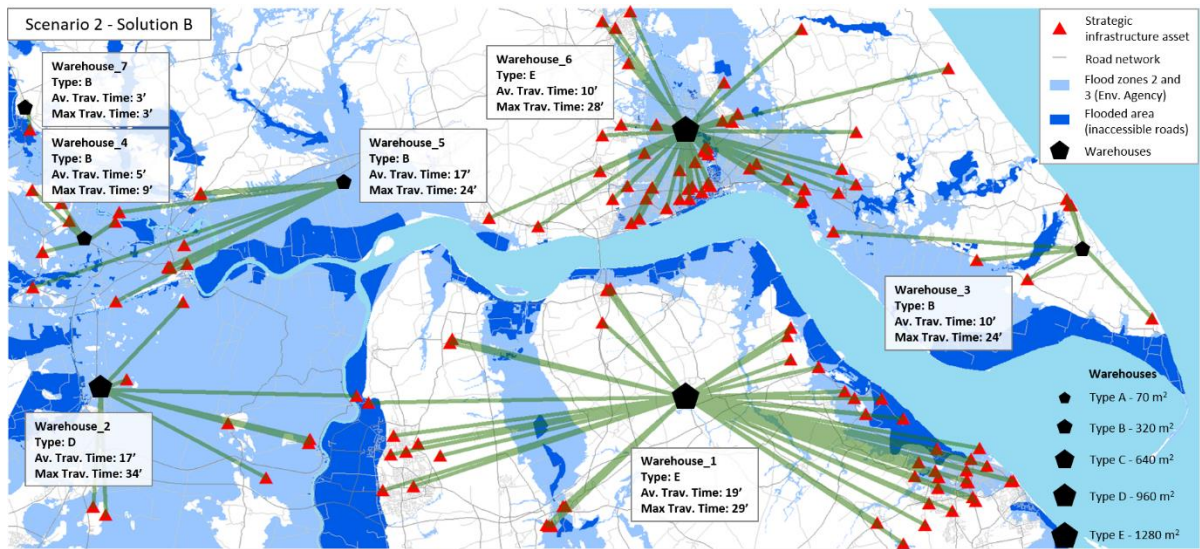 Scenario 2 - Solution B
Warehouse_7
Type: B
Av. Trav. Time: 3’
Max Trav. Time: 3’
Warehouse_4
Type: B
Av. Trav. Time: 5’
Max Trav. Time: 9’
Warehouse_5
Type: B
Av. Trav. Time: 17’
Max Trav. Time: 24’
Warehouse_6
Type: E
Av. Trav. Time: 10’
Max Trav. Time: 28’
Strategic
infrastructure asset
Road network
Flood zones 2 and
3 (Env. Agency)
Flooded area
(inaccessible roads)
Warehouses
Warehouse_3
Type: B
Av. Trav. Time: 10’
Max Trav. Time: 24’
Warehouse_2
Type: D
Av. Trav. Time: 17’
Max Trav. Time: 34’
Warehouse_1
Type: E
Av. Trav. Time: 19’
Max Trav. Time: 29’
Warehouses
Type A - 70 m²
Type B - 320 m²
Type C - 640 m²
Type D - 960 m²
Type E - 1280 m²